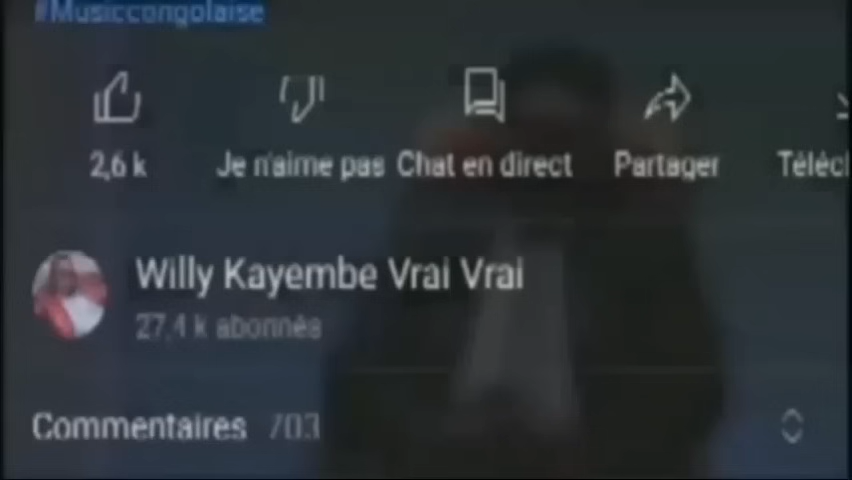 #Musiccongolaise
2,6 k
Je n'aime pas
Chat en direct
Partager
Téléc
Willy Kayembe Vrai Vrai
27,4 k abonnés
Commentaires 703